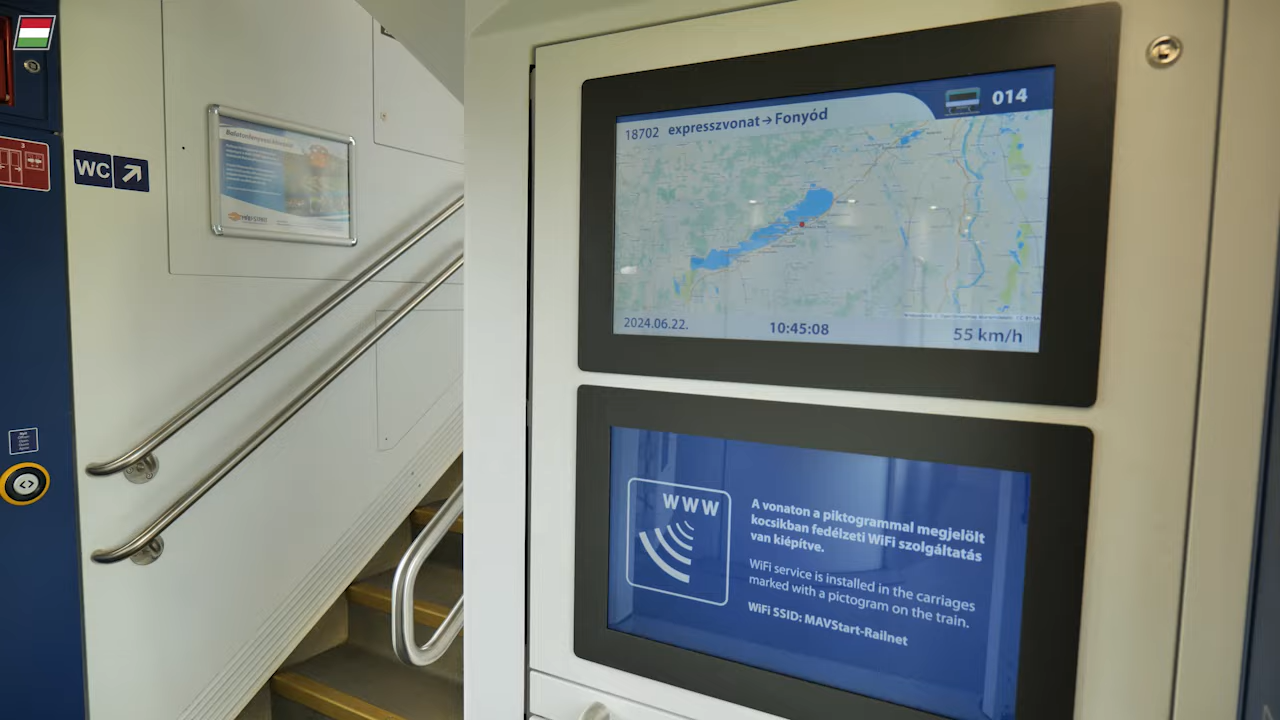 WC
18702 expresszvonat → Fonyód
014
2024.06.22.
10:45:08
55 km/h
WWW
A vonaton a piktogrammal megjelölt
kocsikban fedélzeti WiFi szolgáltatás
van kiépítve.
WiFi service is installed in the carriages
marked with a pictogram on the train.
WiFi SSID: MAVStart-Railnet